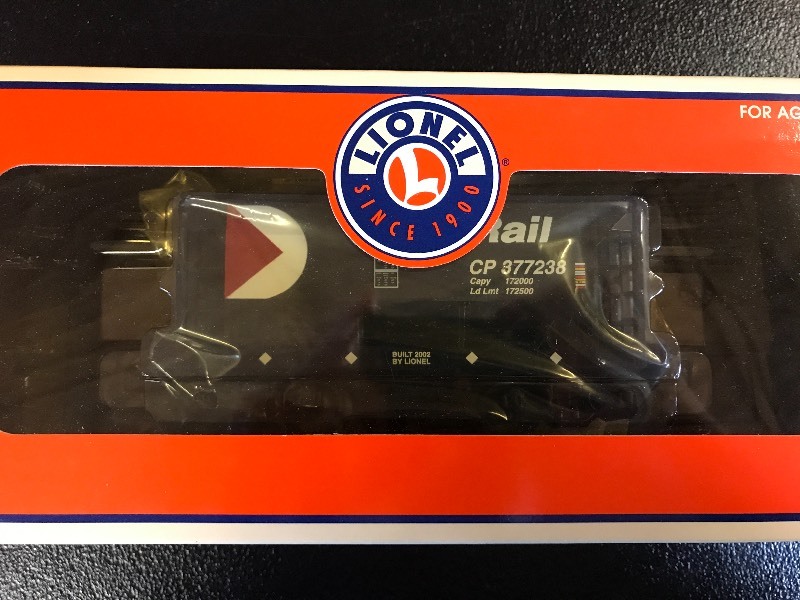 FOR AG
LIONEL
SINCE 1900
L
®
Rail
CP 377238
Capy 172000
Ld Lmt 172500
BUILT 2002
BY LIONEL